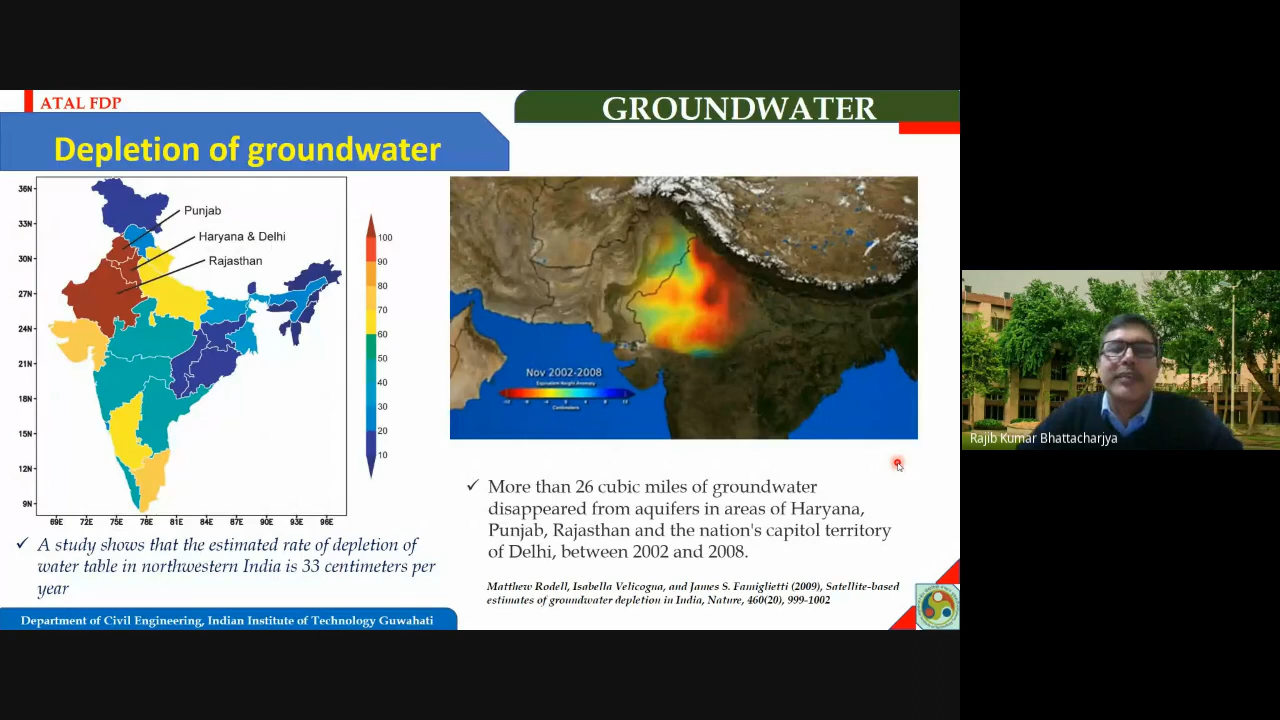 ATAL FDP
GROUNDWATER
Depletion of groundwater
36N
33N
30N
27N
24N
21N
18N
15N
12N
9N
69E 72E 75E 78E 81E 84E 87E 90E 93E 96E
Punjab
Haryana & Delhi
Rajasthan
100
90
80
70
60
50
40
30
20
10
Nov 2002-2008
Equivalent Height Anomaly
Centimeters
✓ A study shows that the estimated rate of depletion of
water table in northwestern India is 33 centimeters per
year
✓ More than 26 cubic miles of groundwater
disappeared from aquifers in areas of Haryana,
Punjab, Rajasthan and the nation's capitol territory
of Delhi, between 2002 and 2008.
Matthew Rodell, Isabella Velicogna, and James S. Famiglietti (2009), Satellite-based
estimates of groundwater depletion in India, Nature, 460(20), 999-1002
Department of Civil Engineering, Indian Institute of Technology Guwahati
Rajib Kumar Bhattacharjya